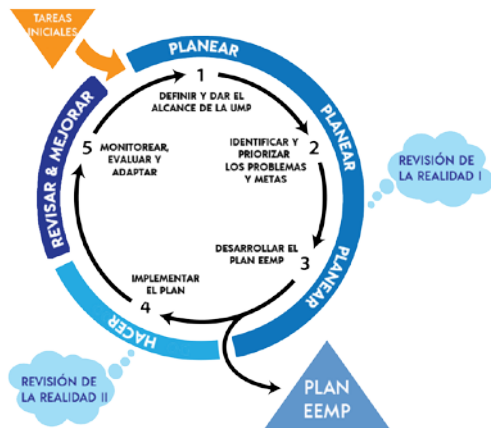 TAREAS
INICIALES
PLANEAR
1
DEFINIR Y DAR EL
ALCANCE DE LA UMP
PLANEAR
2
IDENTIFICAR Y
PRIORIZAR
LOS PROBLEMAS
Y METAS
REVISIÓN DE
LA REALIDAD I
PLANEAR
3
DESARROLLAR EL
PLAN EEMP
PLAN
EEMP
HACER
4
IMPLEMENTAR
EL PLAN
REVISIÓN DE
LA REALIDAD II
REVISAR & MEJORAR
5
MONITOREAR,
EVALUAR Y
ADAPTAR